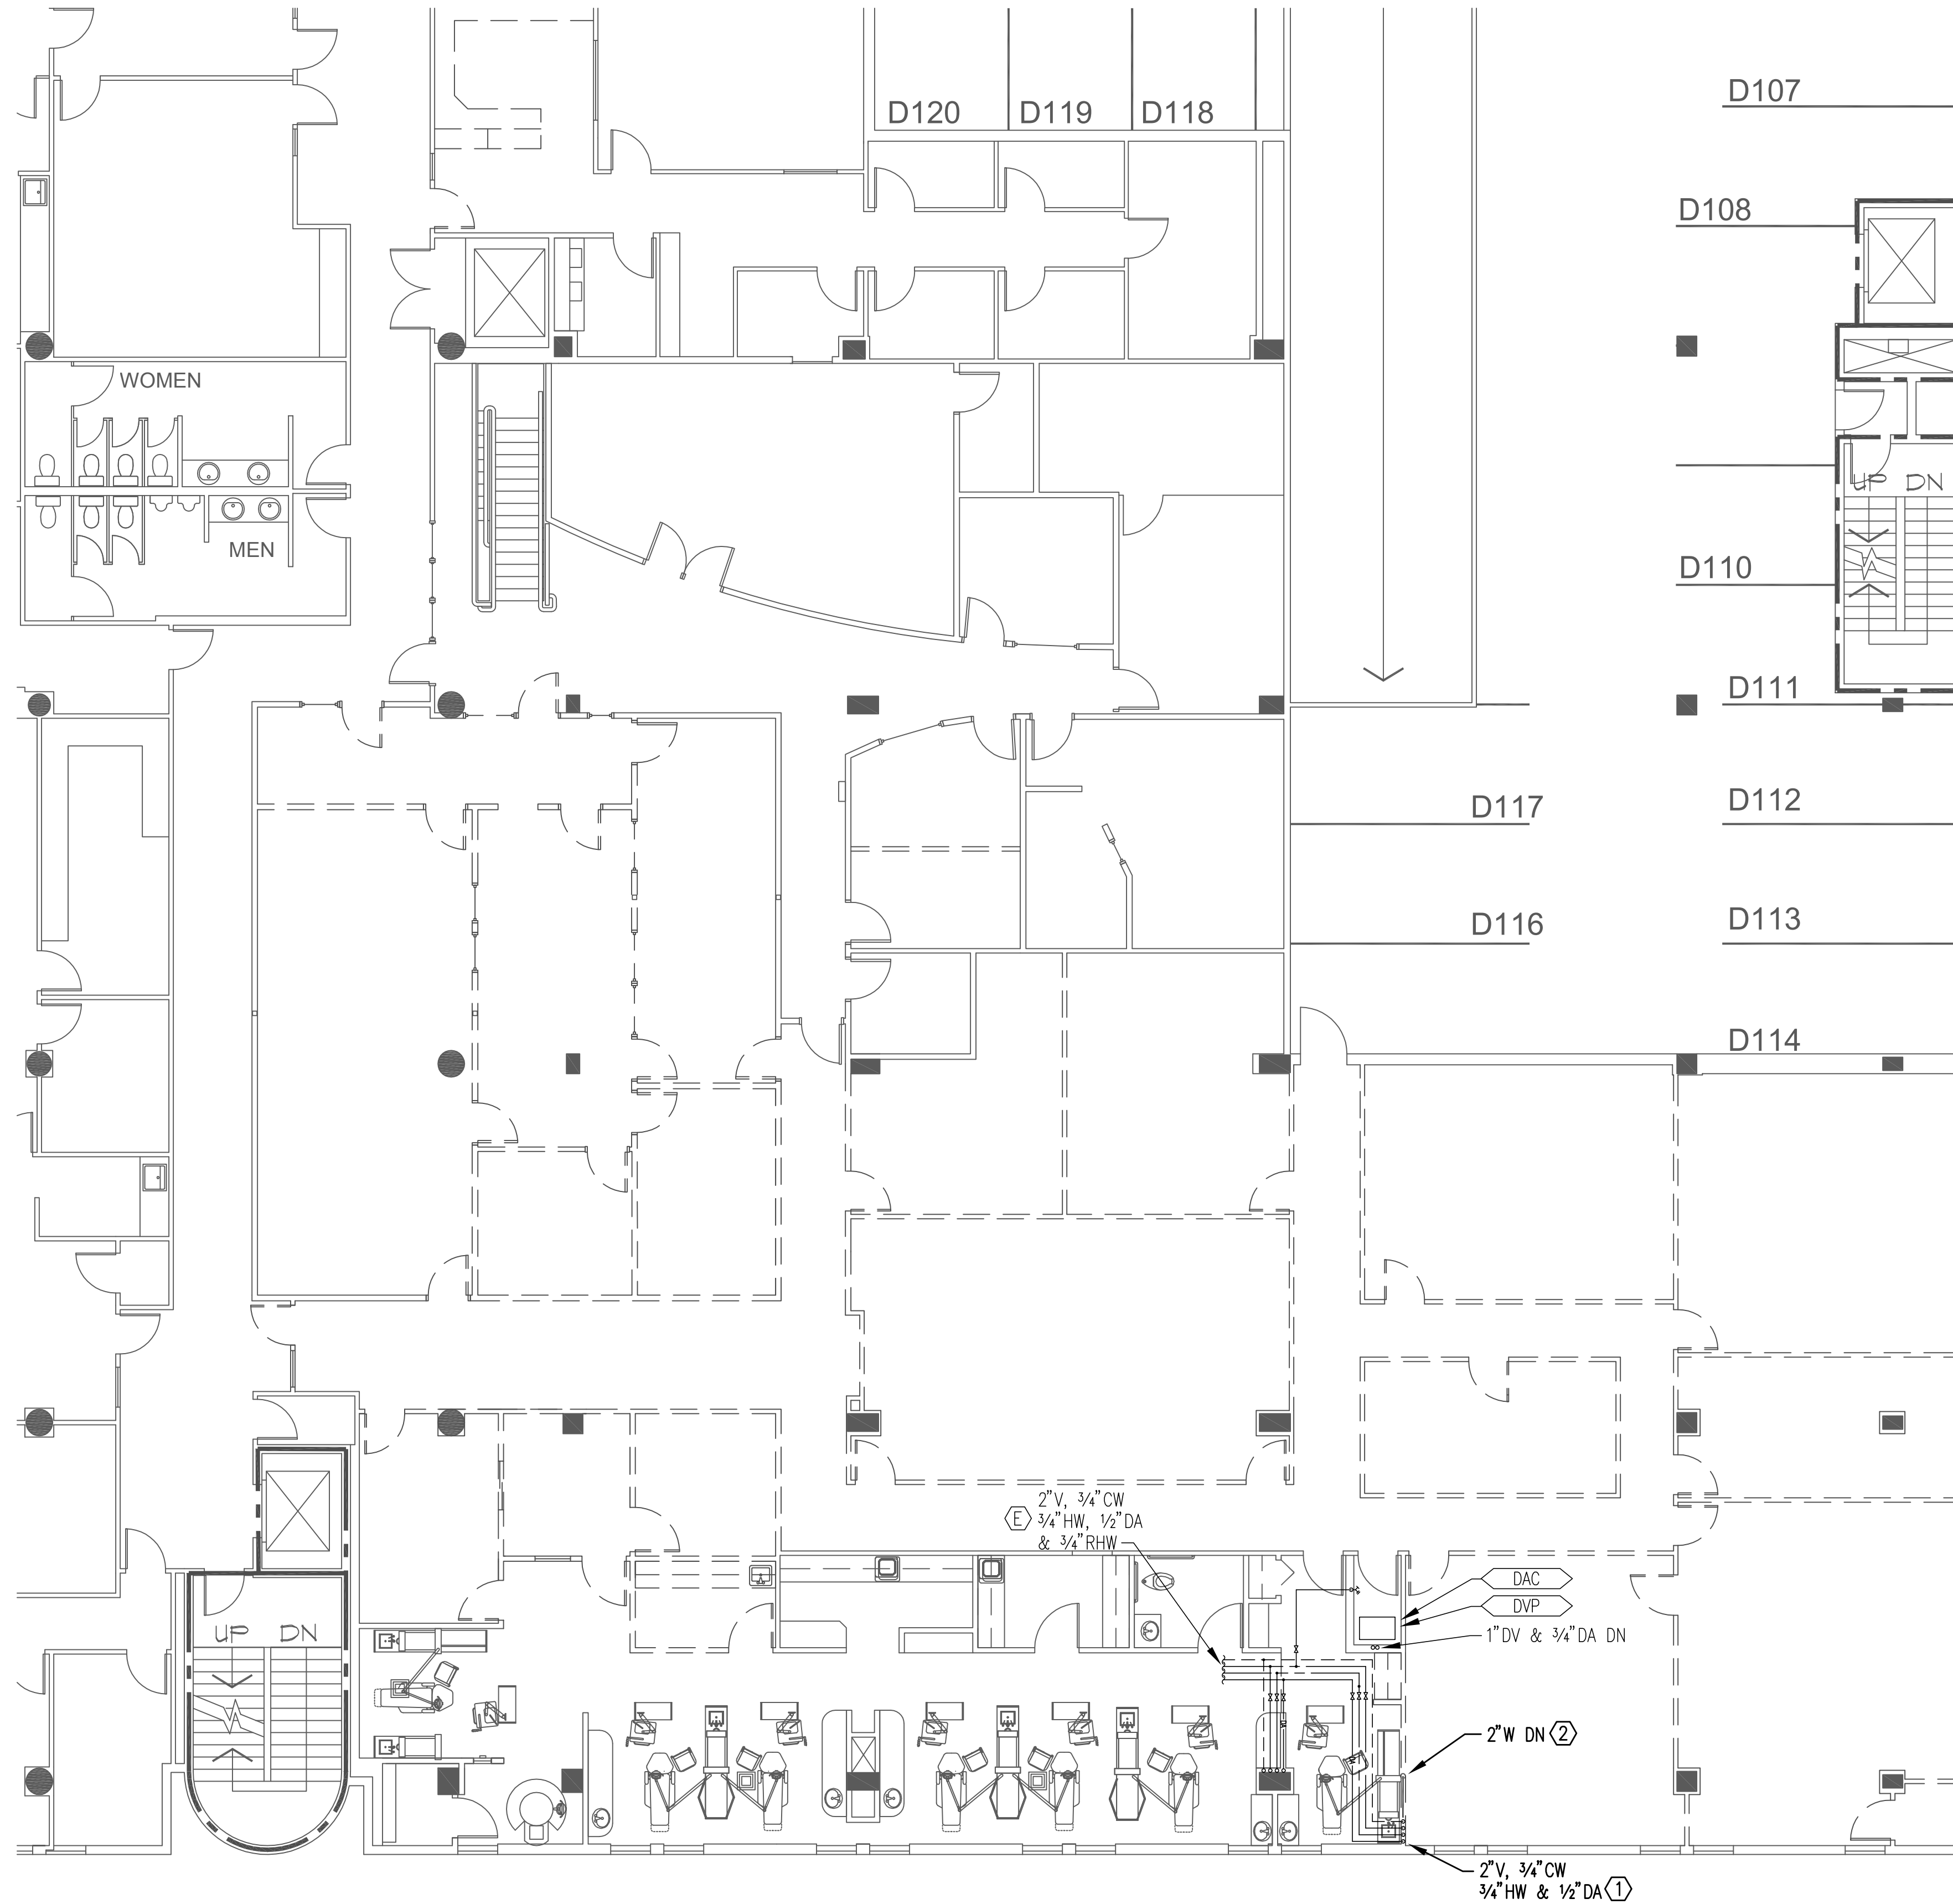 D107
D120 D119 D118
D108
WOMEN
UP DN
MEN
D110
D111
D117 D112
D116 D113
D114
2"V, 3/4"CW
E 3/4"HW, 1/2"DA
& 3/4"RHW
DAC
DVP
1"DV & 3/4"DA DN
UP DN
2"W DN 2
2"V, 3/4"CW
3/4"HW & 1/2"DA 1